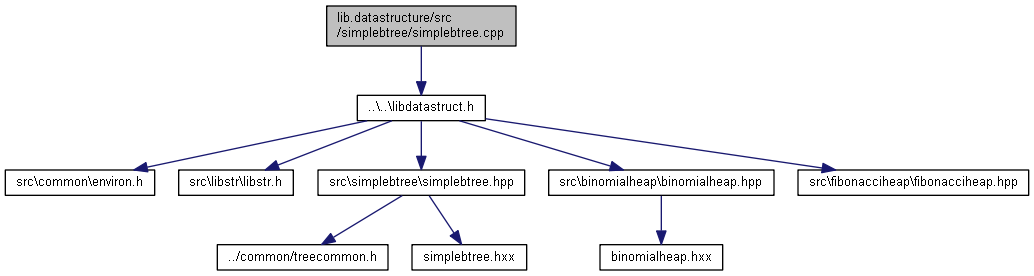 lib.datastructure/src
/simplebtree/simplebtree.cpp
..\..\libdatastruct.h
src\common\environ.h
src\libstr\libstr.h
src\simplebtree\simplebtree.hpp
src\binomialheap\binomialheap.hpp
src\fibonacciheap\fibonacciheap.hpp
../common/treecommon.h
simplebtree.hxx
binomialheap.hxx